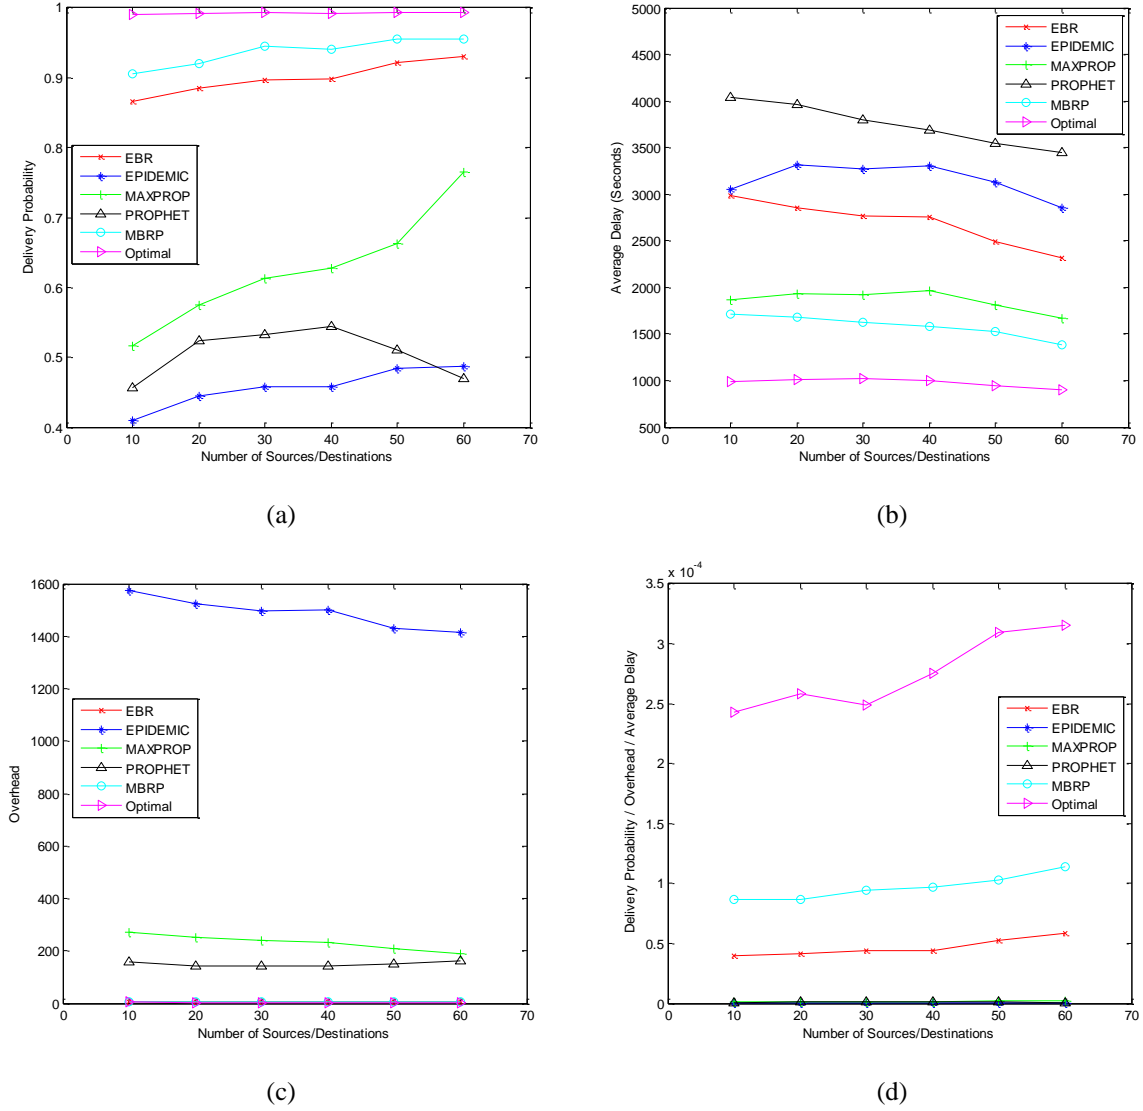 1
0.9
0.8
0.7
0.6
0.5
0.4
0 10 20 30 40 50 60 70
Number of Sources/Destinations
Delivery Probability
EBR
EPIDEMIC
MAXPROP
PROPHET
MBRP
Optimal
(a)
5000
4500
4000
3500
3000
2500
2000
1500
1000
500
0 10 20 30 40 50 60 70
Number of Sources/Destinations
Average Delay (Seconds)
EBR
EPIDEMIC
MAXPROP
PROPHET
MBRP
Optimal
(b)
1600
1400
1200
1000
800
600
400
200
0
0 10 20 30 40 50 60 70
Number of Sources/Destinations
Overhead
EBR
EPIDEMIC
MAXPROP
PROPHET
MBRP
Optimal
(c)
x 10⁻⁴
3.5
3
2.5
2
1.5
1
0.5
0
0 10 20 30 40 50 60 70
Number of Sources/Destinations
Delivery Probability / Overhead / Average Delay
EBR
EPIDEMIC
MAXPROP
PROPHET
MBRP
Optimal
(d)